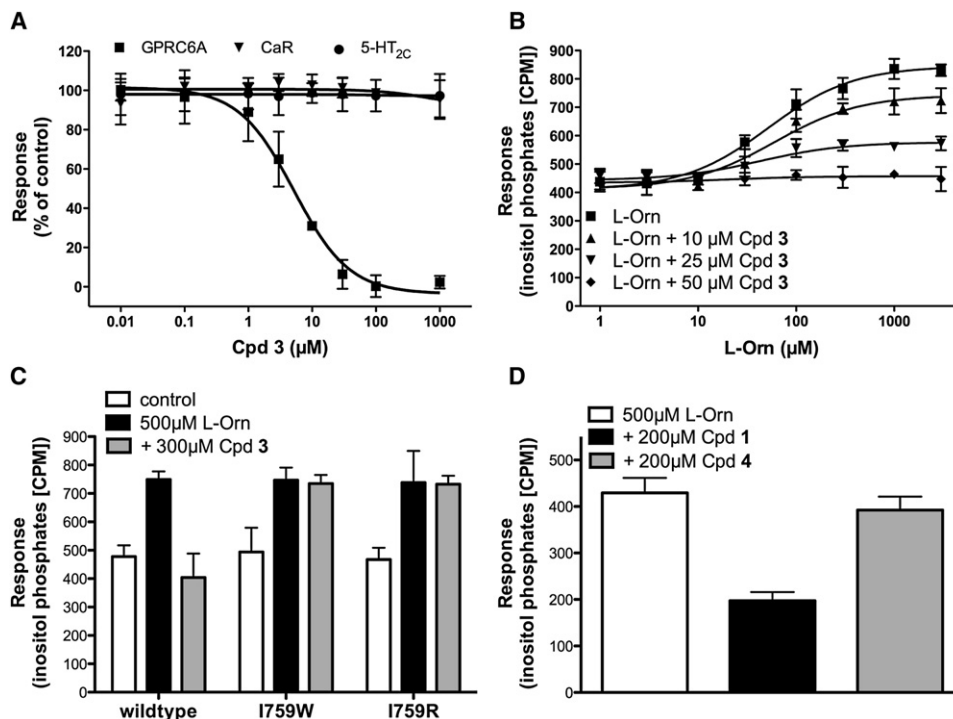 A
GPRC6A CaR 5-HT2C
120
100
80
60
40
20
0
Response
(% of control)
0.01 0.1 1 10 100 1000
Cpd 3 (µM)
B
900
800
700
600
500
400
300
200
100
0
Response
(inositol phosphates [CPM])
L-Orn
L-Orn + 10 µM Cpd 3
L-Orn + 25 µM Cpd 3
L-Orn + 50 µM Cpd 3
1 10 100 1000
L-Orn (µM)
C
control
500µM L-Orn
+ 300µM Cpd 3
900
800
700
600
500
400
300
200
100
0
Response
(inositol phosphates [CPM])
wildtype I759W I759R
D
500µM L-Orn
+ 200µM Cpd 1
+ 200µM Cpd 4
500
400
300
200
100
0
Response
(inositol phosphates [CPM])